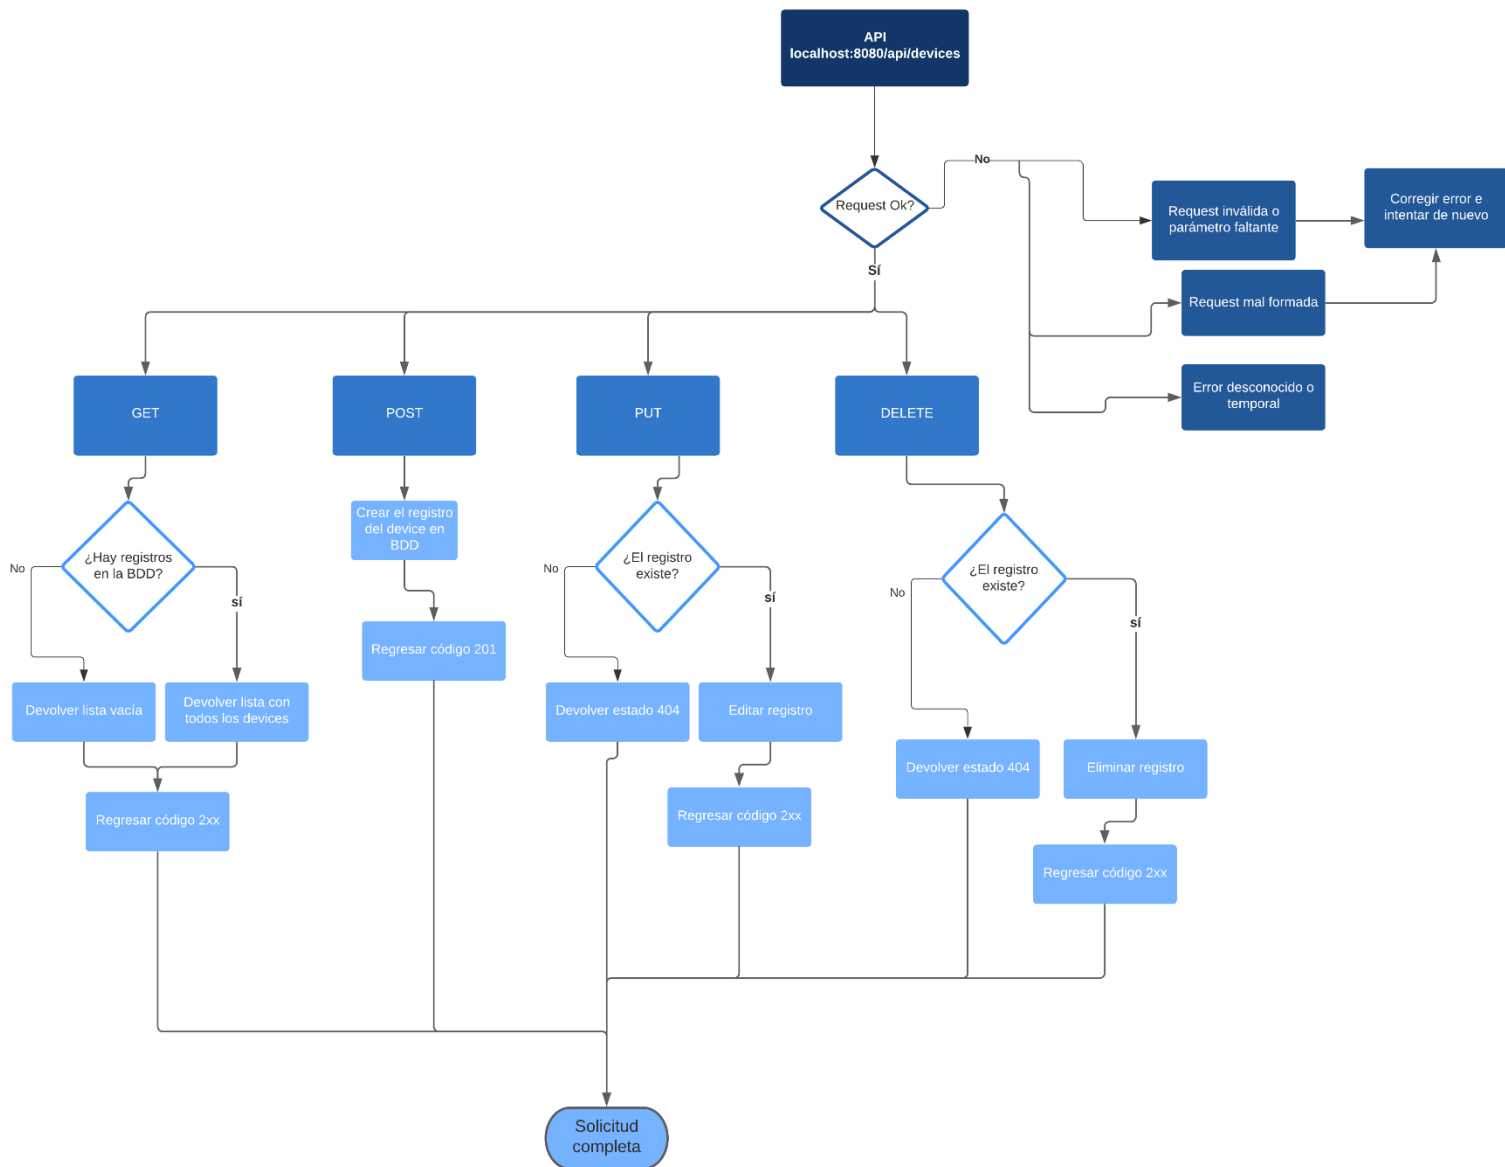 API
localhost:8080/api/devices
No
Request Ok?
Request inválida o
parámetro faltante
Corregir error e
intentar de nuevo
Sí
Request mal formada
Error desconocido o
temporal
GET
POST
PUT
DELETE
¿Hay registros
en la BDD?
No
sí
Crear el registro
del device en
BDD
¿El registro
existe?
No
sí
¿El registro
existe?
No
sí
Regresar código 201
Devolver lista vacía
Devolver lista con
todos los devices
Devolver estado 404
Editar registro
Devolver estado 404
Eliminar registro
Regresar código 2xx
Regresar código 2xx
Regresar código 2xx
Solicitud
completa